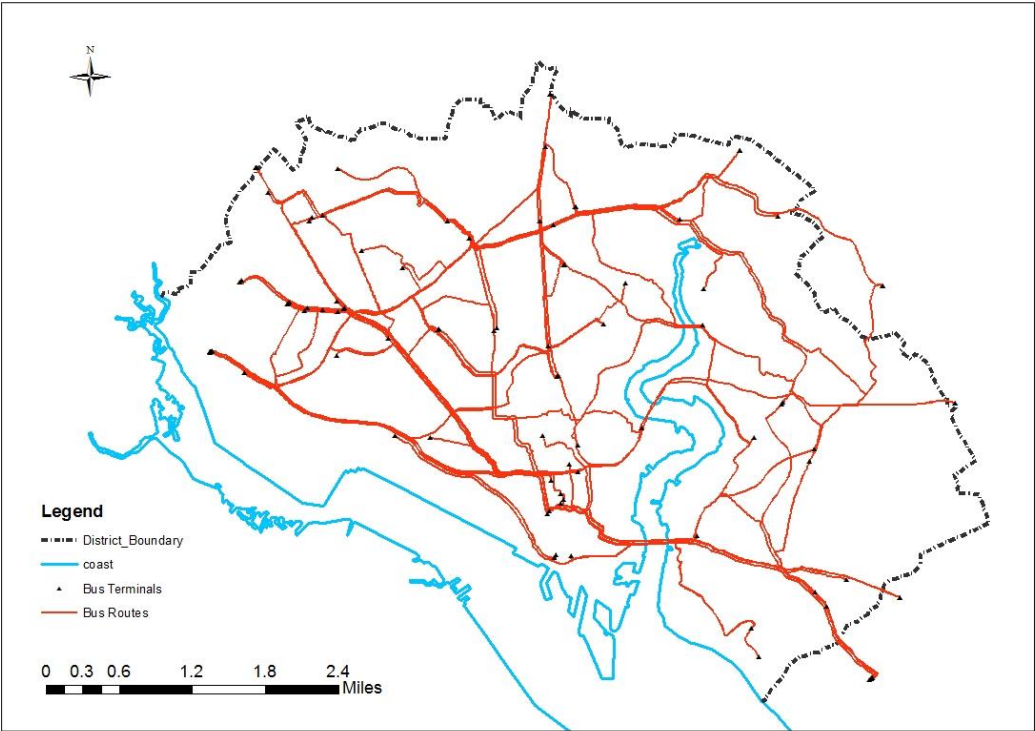 N
Legend
District_Boundary
coast
Bus Terminals
Bus Routes
0 0.3 0.6 1.2 1.8 2.4
Miles